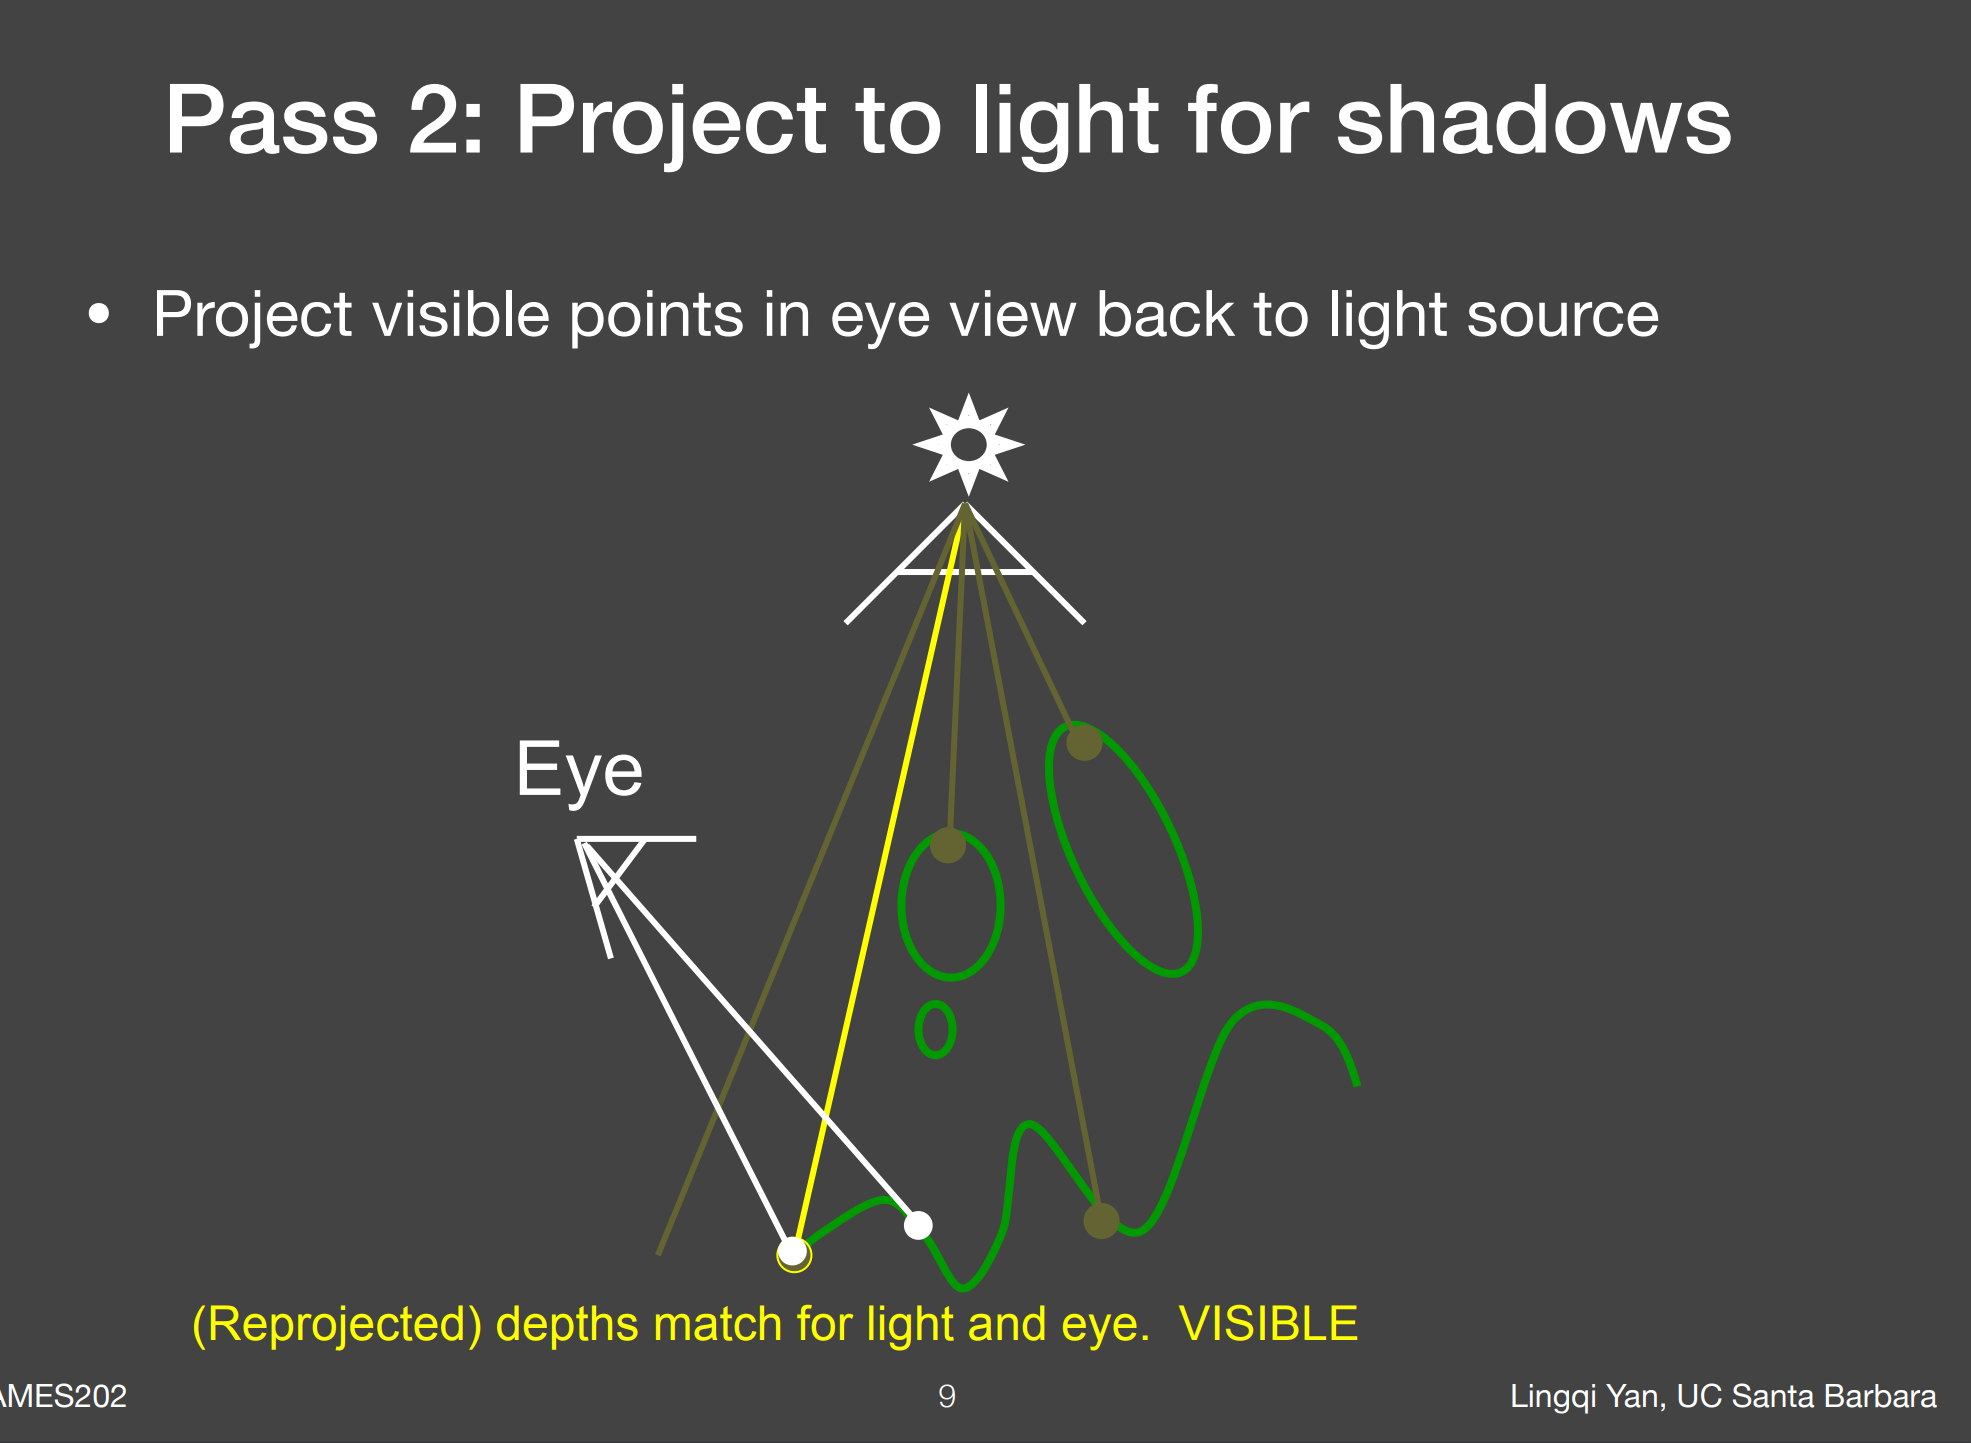 Pass 2: Project to light for shadows
• Project visible points in eye view back to light source
Eye
(Reprojected) depths match for light and eye. VISIBLE
AMES202
9
Lingqi Yan, UC Santa Barbara